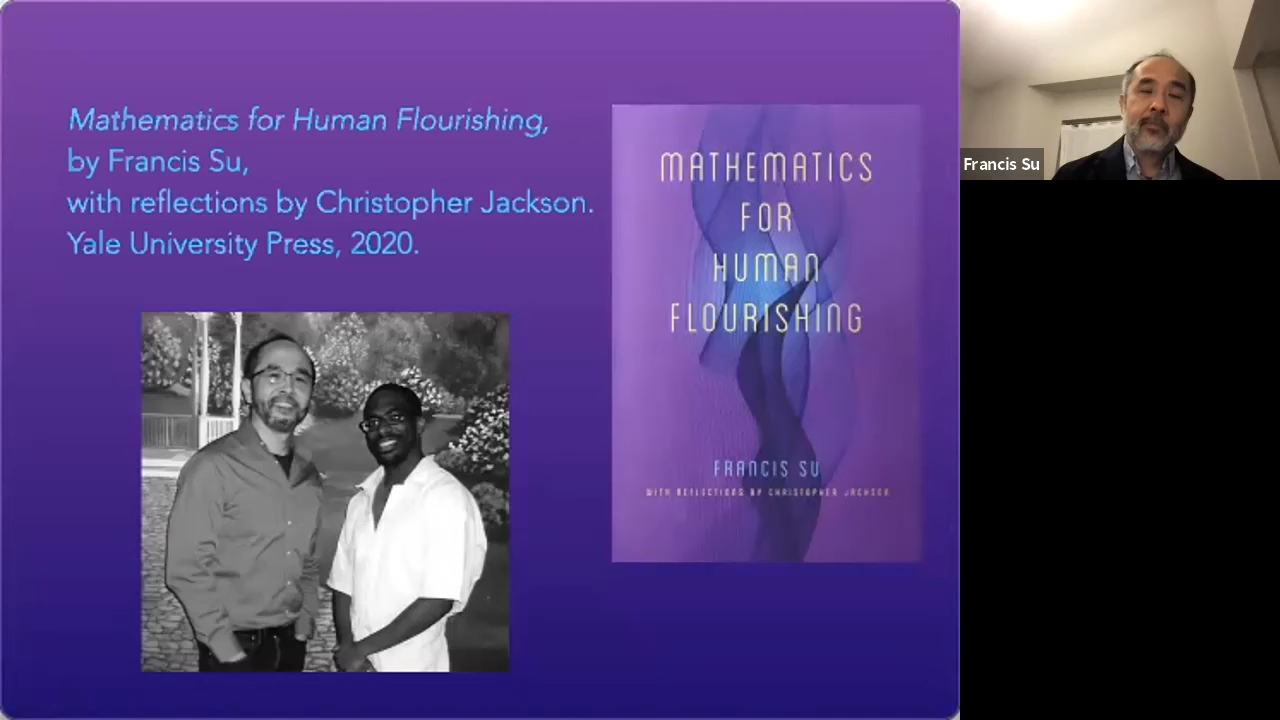 Mathematics for Human Flourishing,
by Francis Su,
with reflections by Christopher Jackson.
Yale University Press, 2020.
MATHEMATICS
FOR
HUMAN
FLOURISHING
FRANCIS SU
WITH REFLECTIONS BY CHRISTOPHER JACKSON
Francis Su